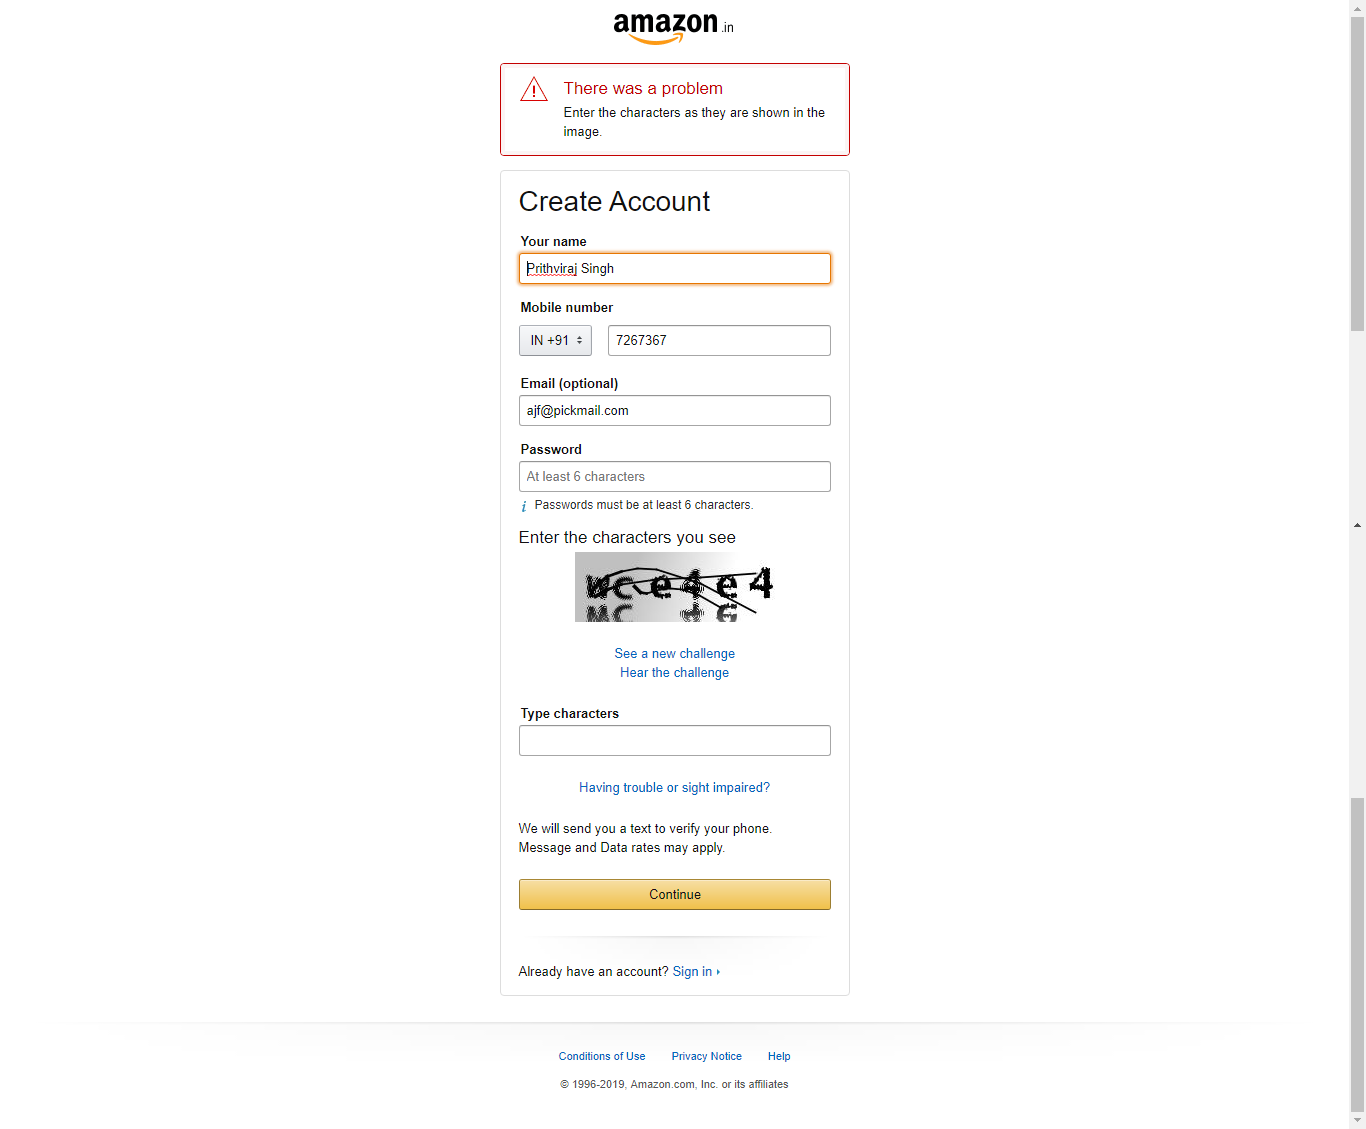 amazon.in
There was a problem
Enter the characters as they are shown in the
image.
Create Account
Your name
Prithviraj Singh
Mobile number
IN +91
7267367
Email (optional)
ajf@pickmail.com
Password
At least 6 characters
i Passwords must be at least 6 characters.
Enter the characters you see
See a new challenge
Hear the challenge
Type characters
Having trouble or sight impaired?
We will send you a text to verify your phone.
Message and Data rates may apply.
Continue
Already have an account? Sign in
Conditions of Use Privacy Notice Help
© 1996-2019, Amazon.com, Inc. or its affiliates